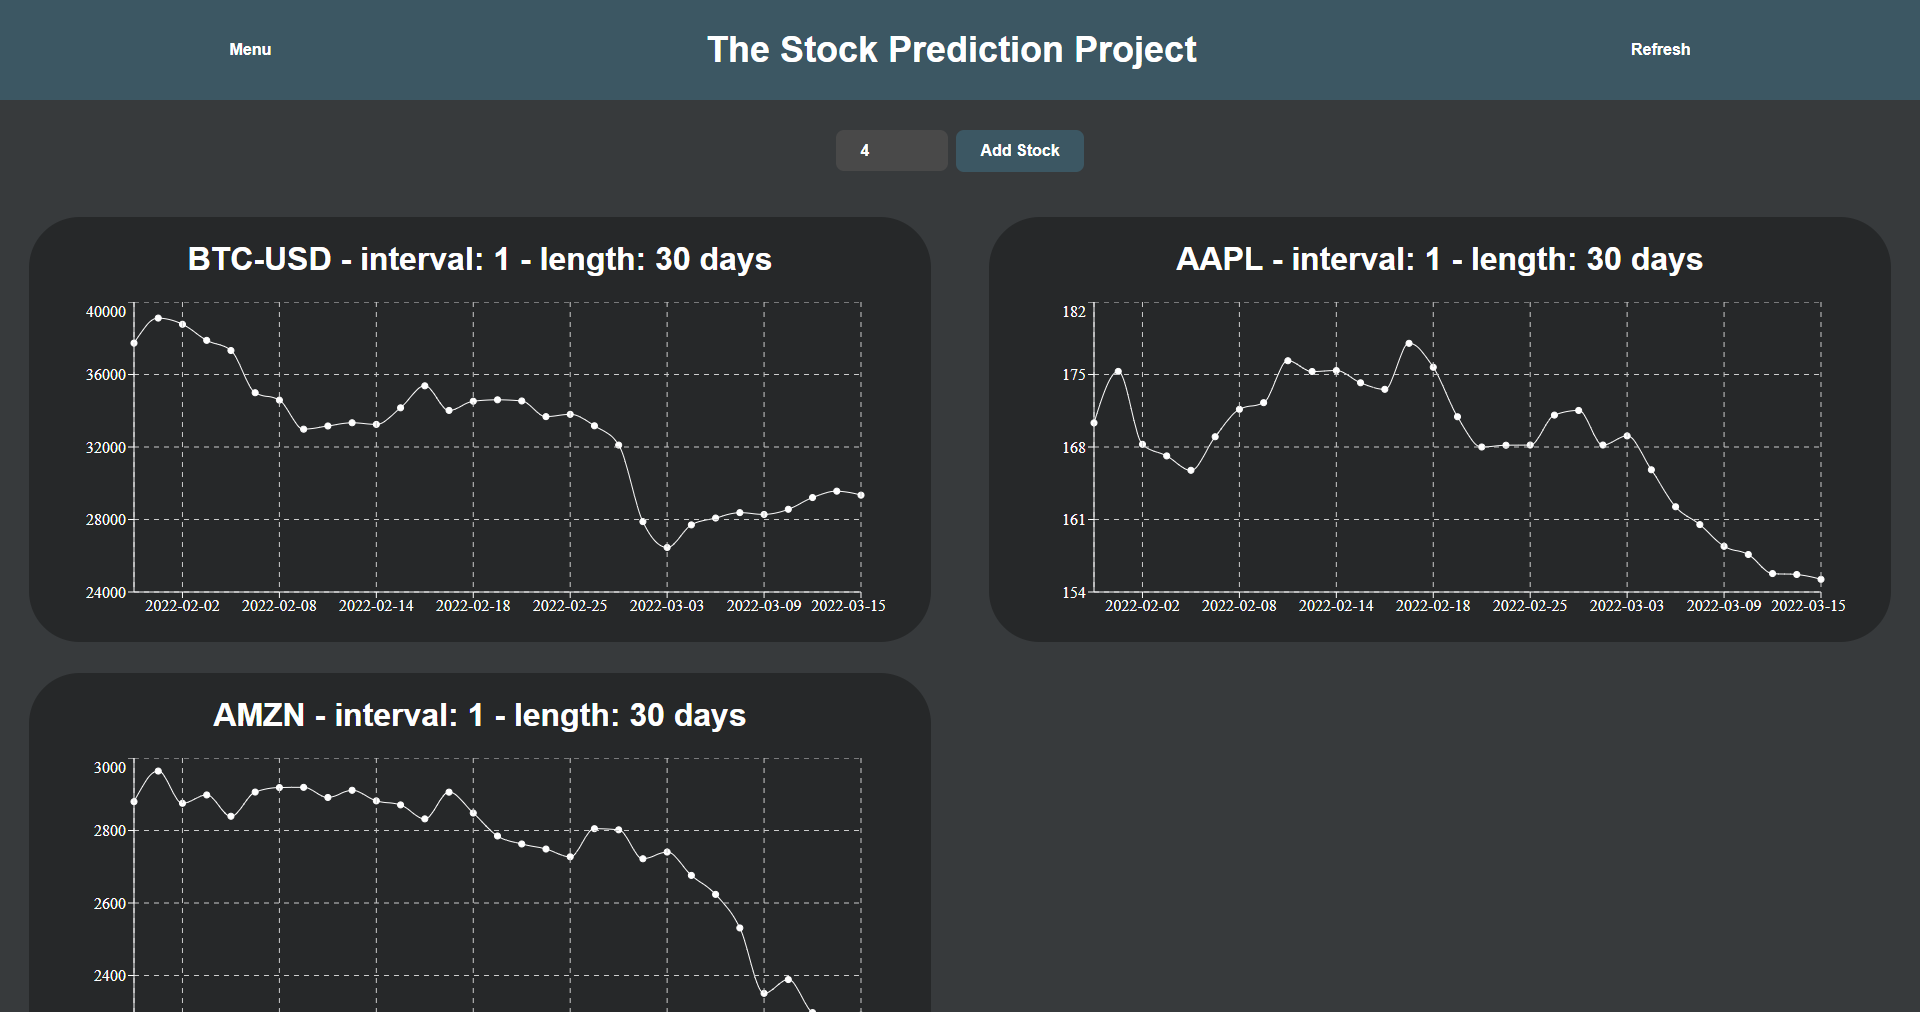 Menu
The Stock Prediction Project
Refresh
4
Add Stock
BTC-USD - interval: 1 - length: 30 days
40000
36000
32000
28000
24000
2022-02-02 2022-02-08 2022-02-14 2022-02-18 2022-02-25 2022-03-03 2022-03-09 2022-03-15
AAPL - interval: 1 - length: 30 days
182
175
168
161
154
2022-02-02 2022-02-08 2022-02-14 2022-02-18 2022-02-25 2022-03-03 2022-03-09 2022-03-15
AMZN - interval: 1 - length: 30 days
3000
2800
2600
2400